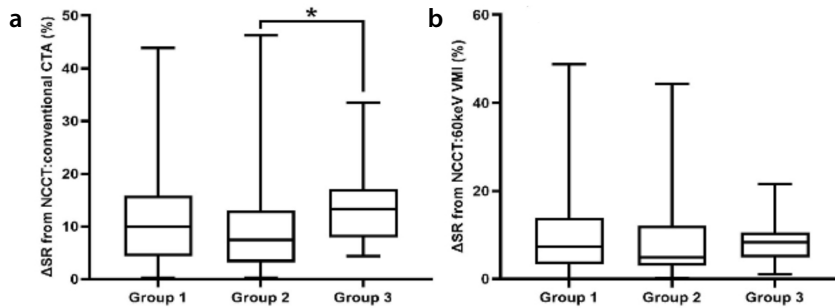 a
ΔSR from NCCT:conventional CTA (%)
50
40
30
20
10
0
*
Group 1 Group 2 Group 3
b
ΔSR from NCCT:60keV VMI (%)
60
40
20
0
Group 1 Group 2 Group 3